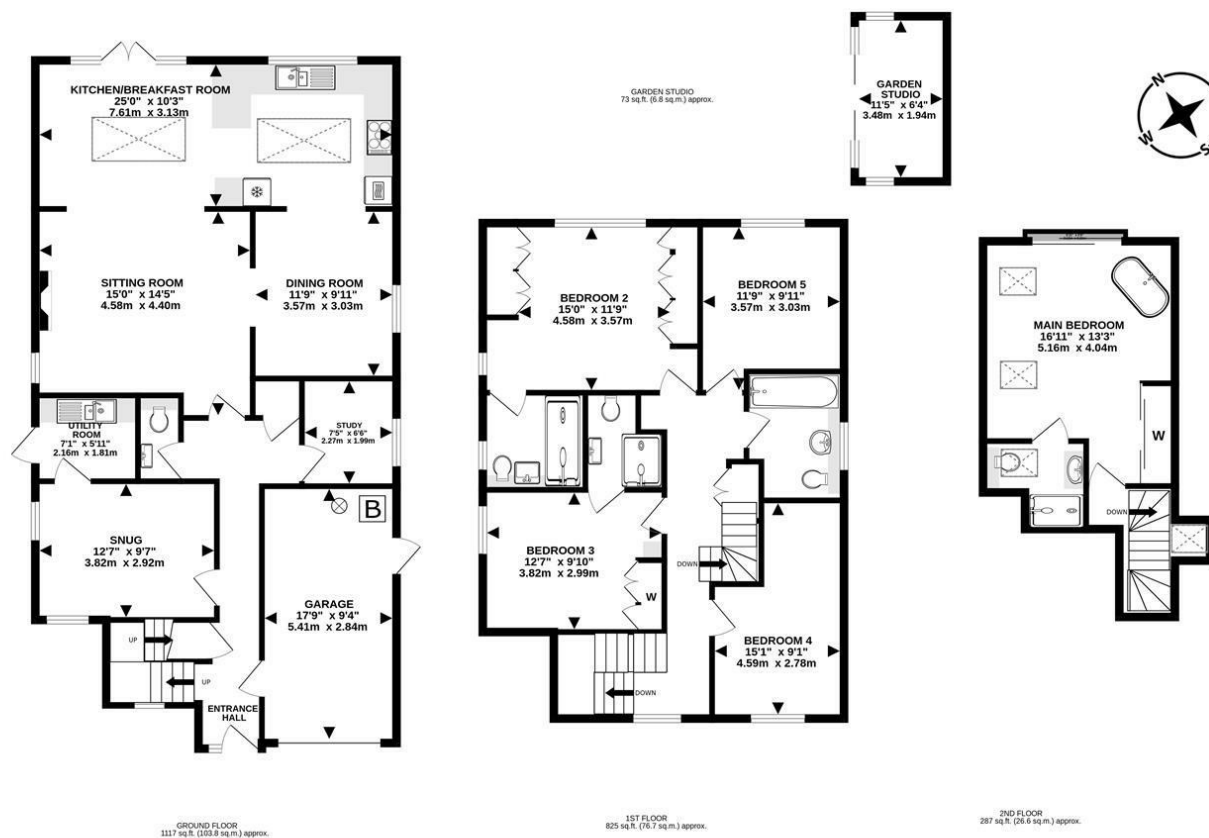 KITCHEN/BREAKFAST ROOM
25'0" x 10'3"
7.61m x 3.13m
SITTING ROOM
15'0" x 14'5"
4.58m x 4.40m
DINING ROOM
11'9" x 9'11"
3.57m x 3.03m
UTILITY
ROOM
7'1" x 5'11"
2.16m x 1.81m
STUDY
7'5" x 6'6"
2.27m x 1.99m
SNUG
12'7" x 9'7"
3.82m x 2.92m
B
GARAGE
17'9" x 9'4"
5.41m x 2.84m
UP
UP
ENTRANCE
HALL
GROUND FLOOR
1117 sq.ft. (103.8 sq.m.) approx.
GARDEN STUDIO
73 sq.ft. (6.8 sq.m.) approx.
GARDEN
STUDIO
11'5" x 6'4"
3.48m x 1.94m
N
W
S
BEDROOM 2
15'0" x 11'9"
4.58m x 3.57m
BEDROOM 5
11'9" x 9'11"
3.57m x 3.03m
BEDROOM 3
12'7" x 9'10"
3.82m x 2.99m
W
DOWN
BEDROOM 4
15'1" x 9'1"
4.59m x 2.78m
DOWN
1ST FLOOR
825 sq.ft. (76.7 sq.m.) approx.
MAIN BEDROOM
16'11" x 13'3"
5.16m x 4.04m
W
DOWN
2ND FLOOR
287 sq.ft. (26.6 sq.m.) approx.